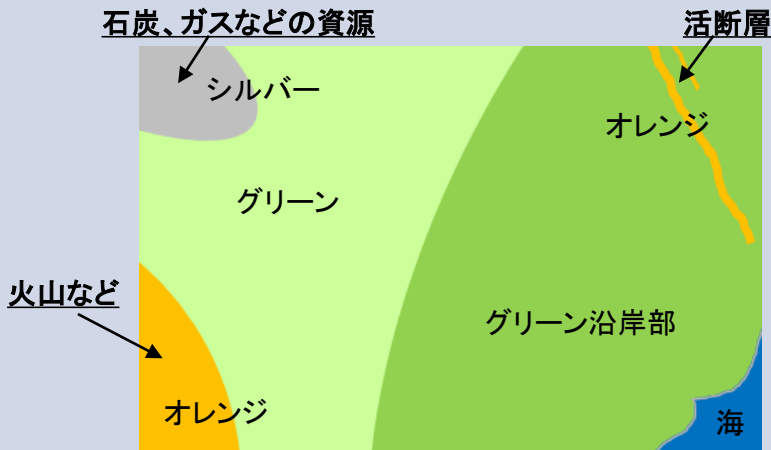 石炭、ガスなどの資源
活断層
シルバー
オレンジ
グリーン
火山など
グリーン沿岸部
オレンジ
海